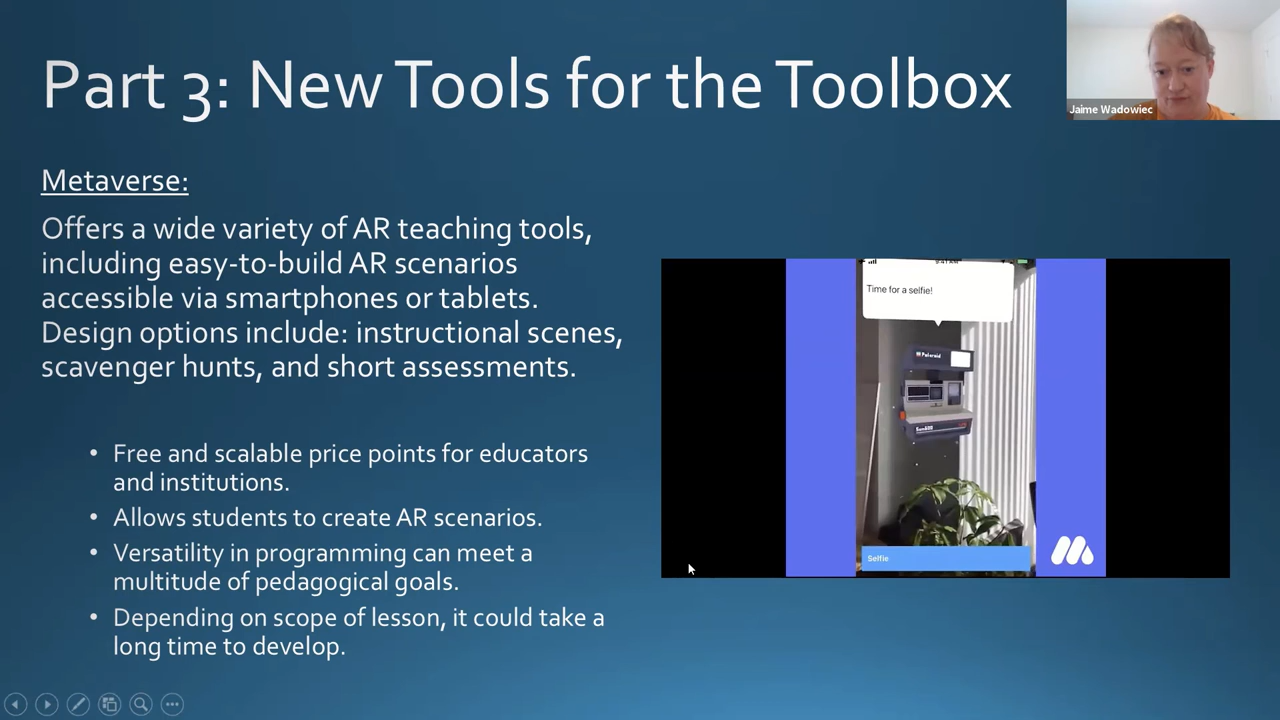 Part 3: New Tools for the Toolbox
Jaime Wadowiec
Metaverse:
Offers a wide variety of AR teaching tools,
including easy-to-build AR scenarios
accessible via smartphones or tablets.
Design options include: instructional scenes,
scavenger hunts, and short assessments.
• Free and scalable price points for educators
and institutions.
• Allows students to create AR scenarios.
• Versatility in programming can meet a
multitude of pedagogical goals.
• Depending on scope of lesson, it could take a
long time to develop.
Time for a selfie!
Polaroid
Selfie